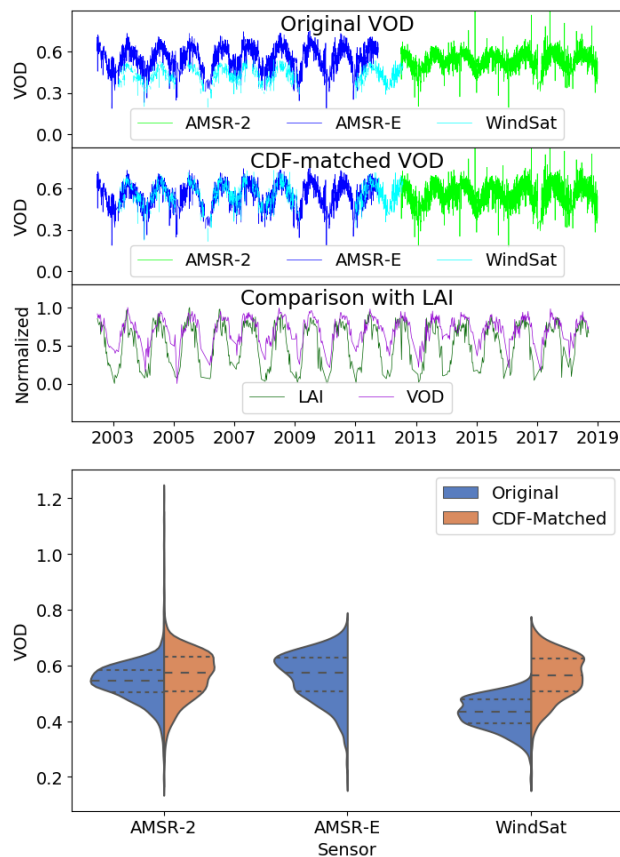 Original VOD
VOD
0.6
0.3
0.0
AMSR-2 AMSR-E WindSat
CDF-matched VOD
VOD
0.6
0.3
0.0
AMSR-2 AMSR-E WindSat
Comparison with LAI
Normalized
1.0
0.5
0.0
LAI VOD
2003 2005 2007 2009 2011 2013 2015 2017 2019
Original
CDF-Matched
VOD
1.2
1.0
0.8
0.6
0.4
0.2
AMSR-2 AMSR-E WindSat
Sensor